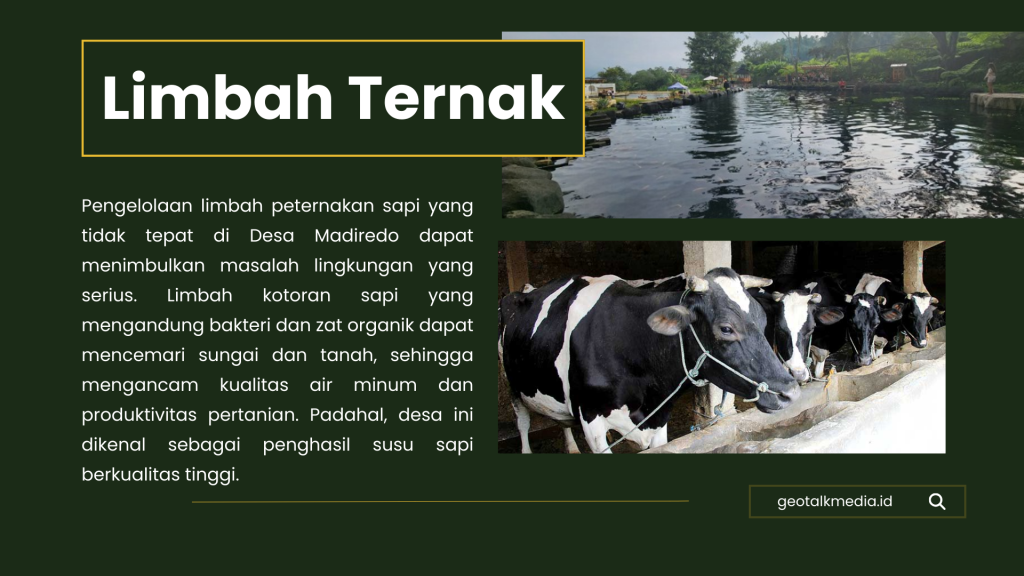 Limbah Ternak
Pengelolaan limbah peternakan sapi yang
tidak tepat di Desa Madiredo dapat
menimbulkan masalah lingkungan yang
serius. Limbah kotoran sapi yang
mengandung bakteri dan zat organik dapat
mencemari sungai dan tanah, sehingga
mengancam kualitas air minum dan
produktivitas pertanian. Padahal, desa ini
dikenal sebagai penghasil susu sapi
berkualitas tinggi.
geotalkmedia.id